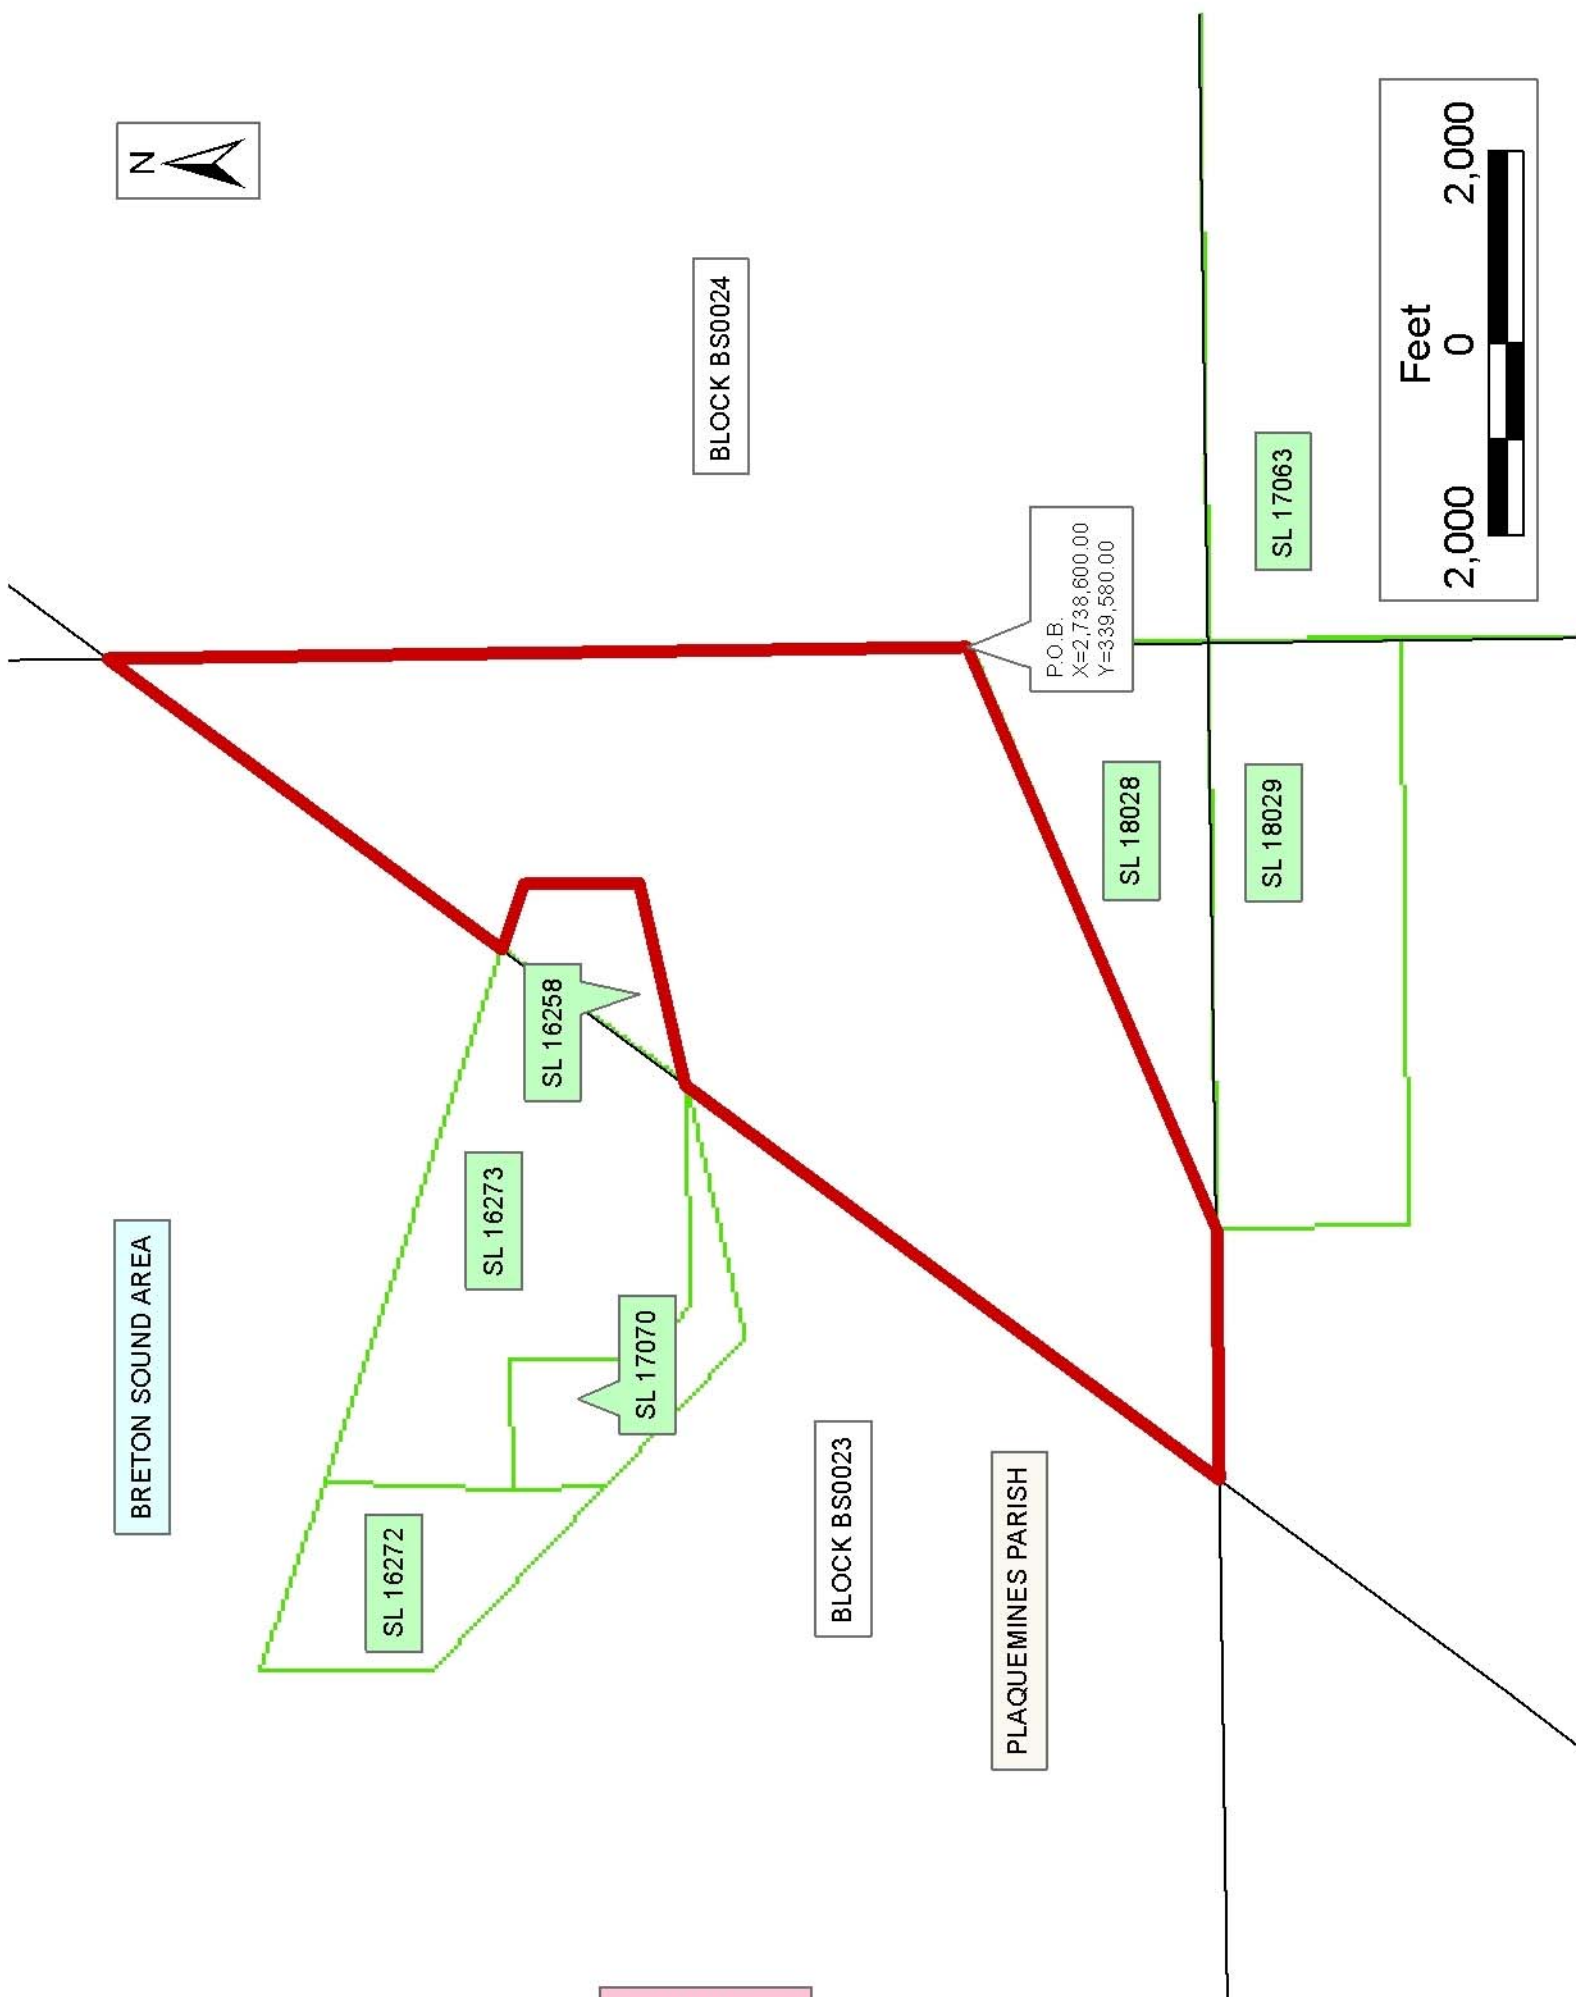 BRETON SOUND AREA
N
SL 16272
SL 16273
SL 16258
SL 17070
BLOCK BS0024
BLOCK BS0023
PLAQUEMINES PARISH
P.O.B.
X=2,738,600.00
Y=339,580.00
SL 18028
SL 18029
SL 17063
Feet
2,000 0 2,000